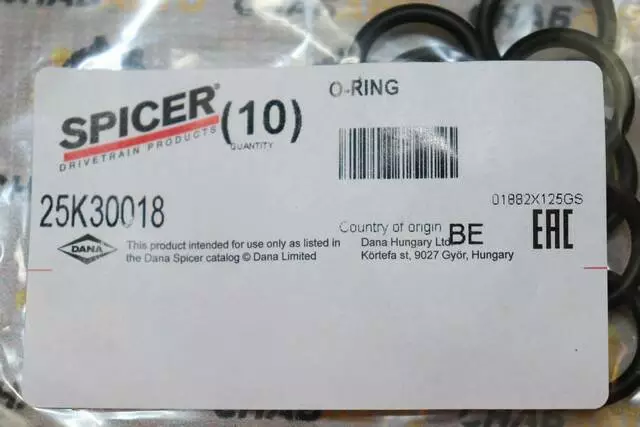 СНАБ
SPICER®
DRIVETRAIN PRODUCTS
(10)
QUANTITY
O-RING
25K30018
01882X125GS
Country of origin BE
EAC
DANA
This product intended for use only as listed in
the Dana Spicer catalog © Dana Limited
Dana Hungary Ltd.
Körtefa st, 9027 Győr, Hungary